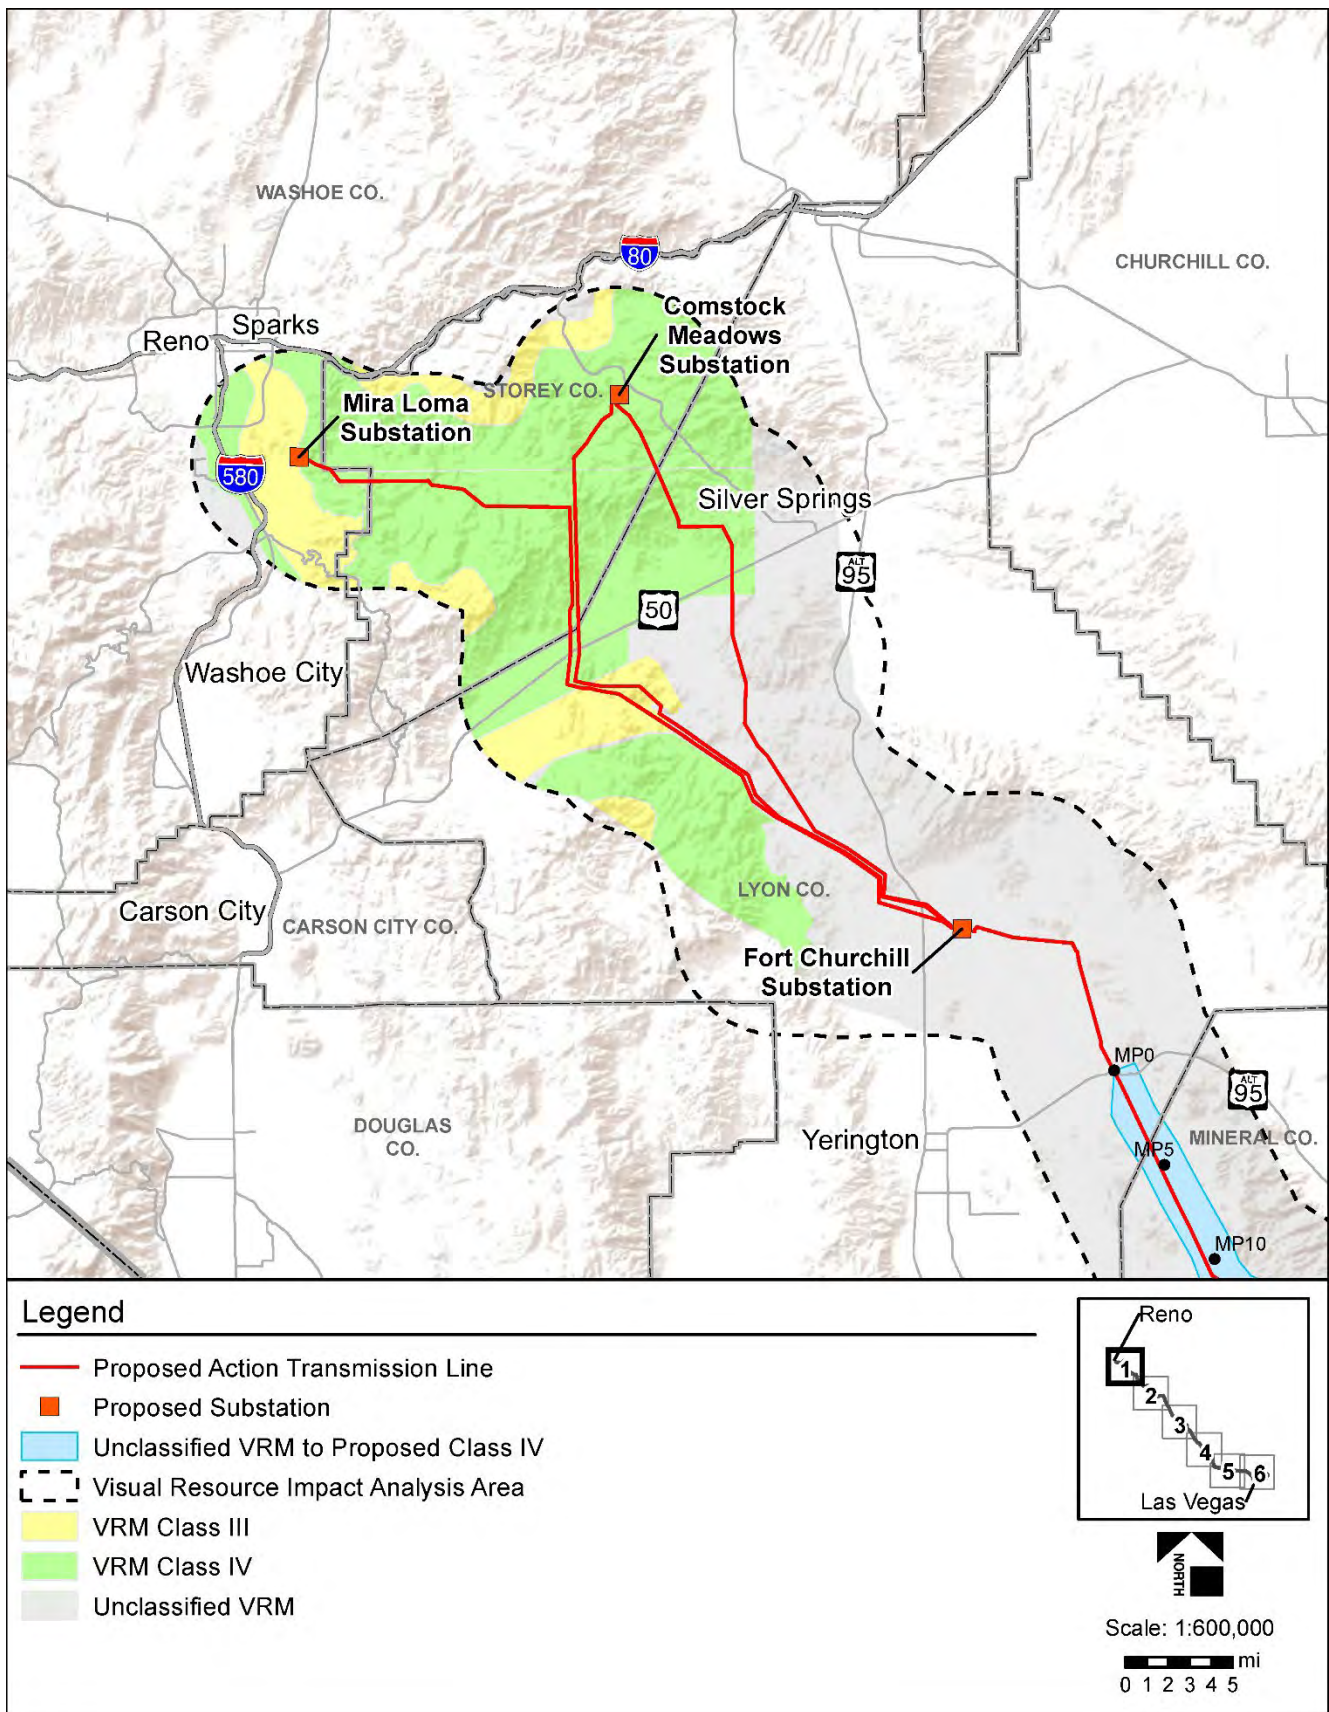 WASHOE CO.
80
CHURCHILL CO.
Comstock
Meadows
Substation
Reno
Sparks
STOREY CO.
Mira Loma
Substation
580
Silver Springs
ALT
95
50
Washoe City
LYON CO.
Carson City
CARSON CITY CO.
Fort Churchill
Substation
MP0
ALT
95
DOUGLAS
CO.
Yerington
MINERAL CO.
MP5
MP10
Legend
Proposed Action Transmission Line
Proposed Substation
Unclassified VRM to Proposed Class IV
Visual Resource Impact Analysis Area
VRM Class III
VRM Class IV
Unclassified VRM
Reno
1
2
3
4
5
6
Las Vegas
NORTH
Scale: 1:600,000
mi
0 1 2 3 4 5